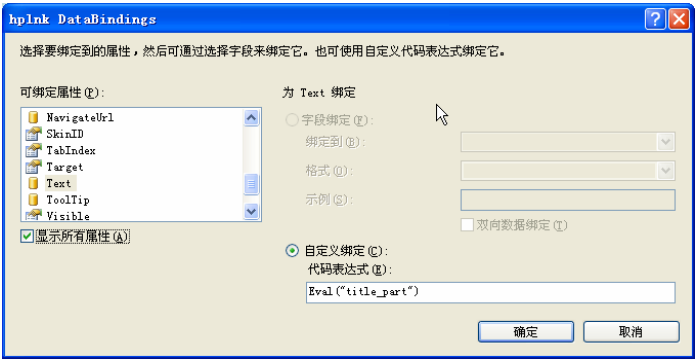 hplnk DataBindings
选择要绑定到的属性，然后可通过选择字段来绑定它。也可使用自定义代码表达式绑定它。
可绑定属性(P):
NavigateUrl
SkinID
TabIndex
Target
Text
ToolTip
Visible
显示所有属性(A)
为 Text 绑定
字段绑定(F):
绑定到(B):
格式(O):
示例(S):
双向数据绑定(T)
自定义绑定(C):
代码表达式(E):
Eval("title_part")
确定
取消